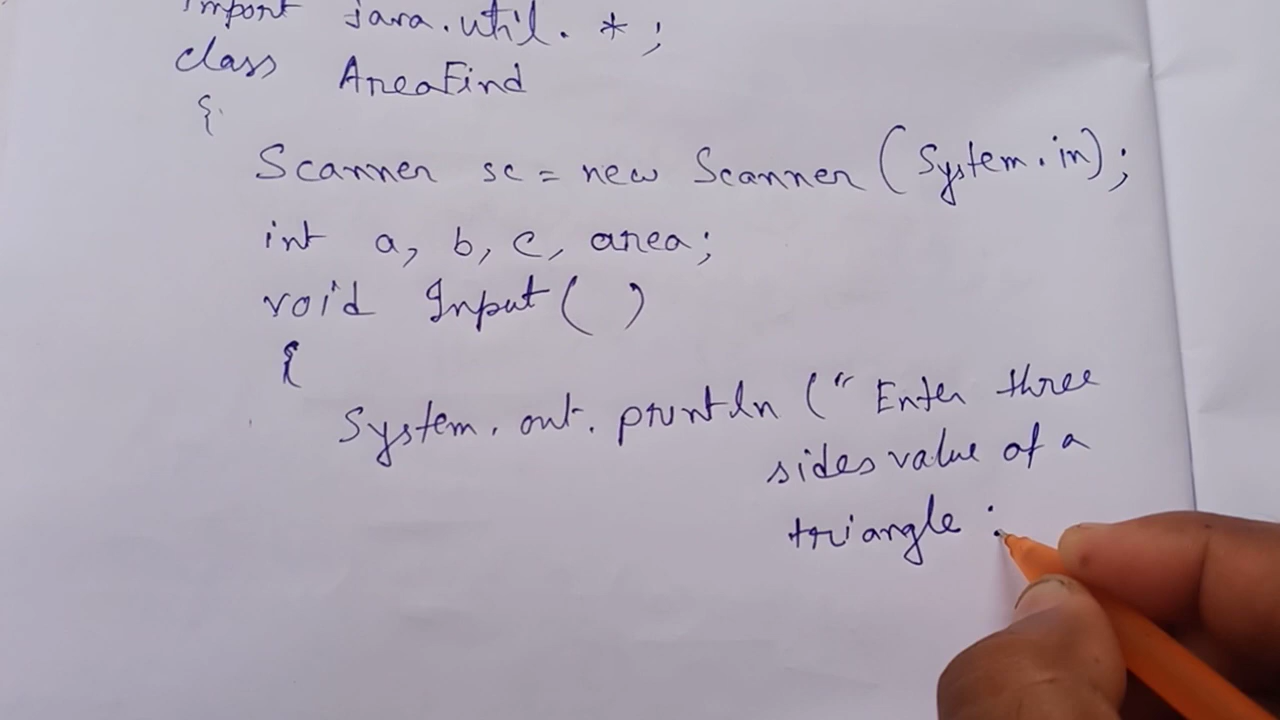 import java.util.*;
class AreaFind
{
Scanner sc = new Scanner (System.in);
int a, b, c, area;
void Input( )
{
System.out.println (" Enter three
sides value of a
triangle :